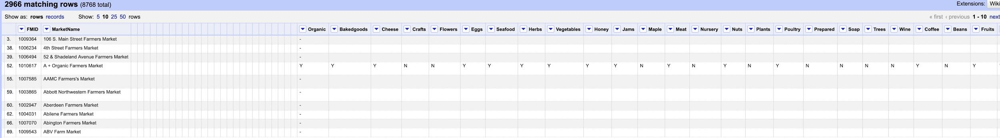 2966 matching rows (8768 total) Extensions: Wiki
Show as: rows records Show: 5 10 25 50 rows « first ‹ previous 1 - 10 next
FMID MarketName Organic Bakedgoods Cheese Crafts Flowers Eggs Seafood Herbs Vegetables Honey Jams Maple Meat Nursery Nuts Plants Poultry Prepared Soap Trees Wine Coffee Beans Fruits
3. 1009364 106 S. Main Street Farmers Market -
38. 1006234 4th Street Farmers Market -
39. 1006494 52 & Shadeland Avenue Farmers Market -
52. 1010617 A + Organic Farmers Market Y Y Y N N Y Y Y Y Y Y N Y N Y N Y N N N N Y N Y
55. 1007585 AAMC Farmers's Market -
59. 1003865 Abbott Northwestern Farmers Market -
60. 1002947 Aberdeen Farmers Market -
62. 1004031 Abilene Farmers Market -
66. 1007070 Abington Farmers Market -
69. 1009543 ABV Farm Market -